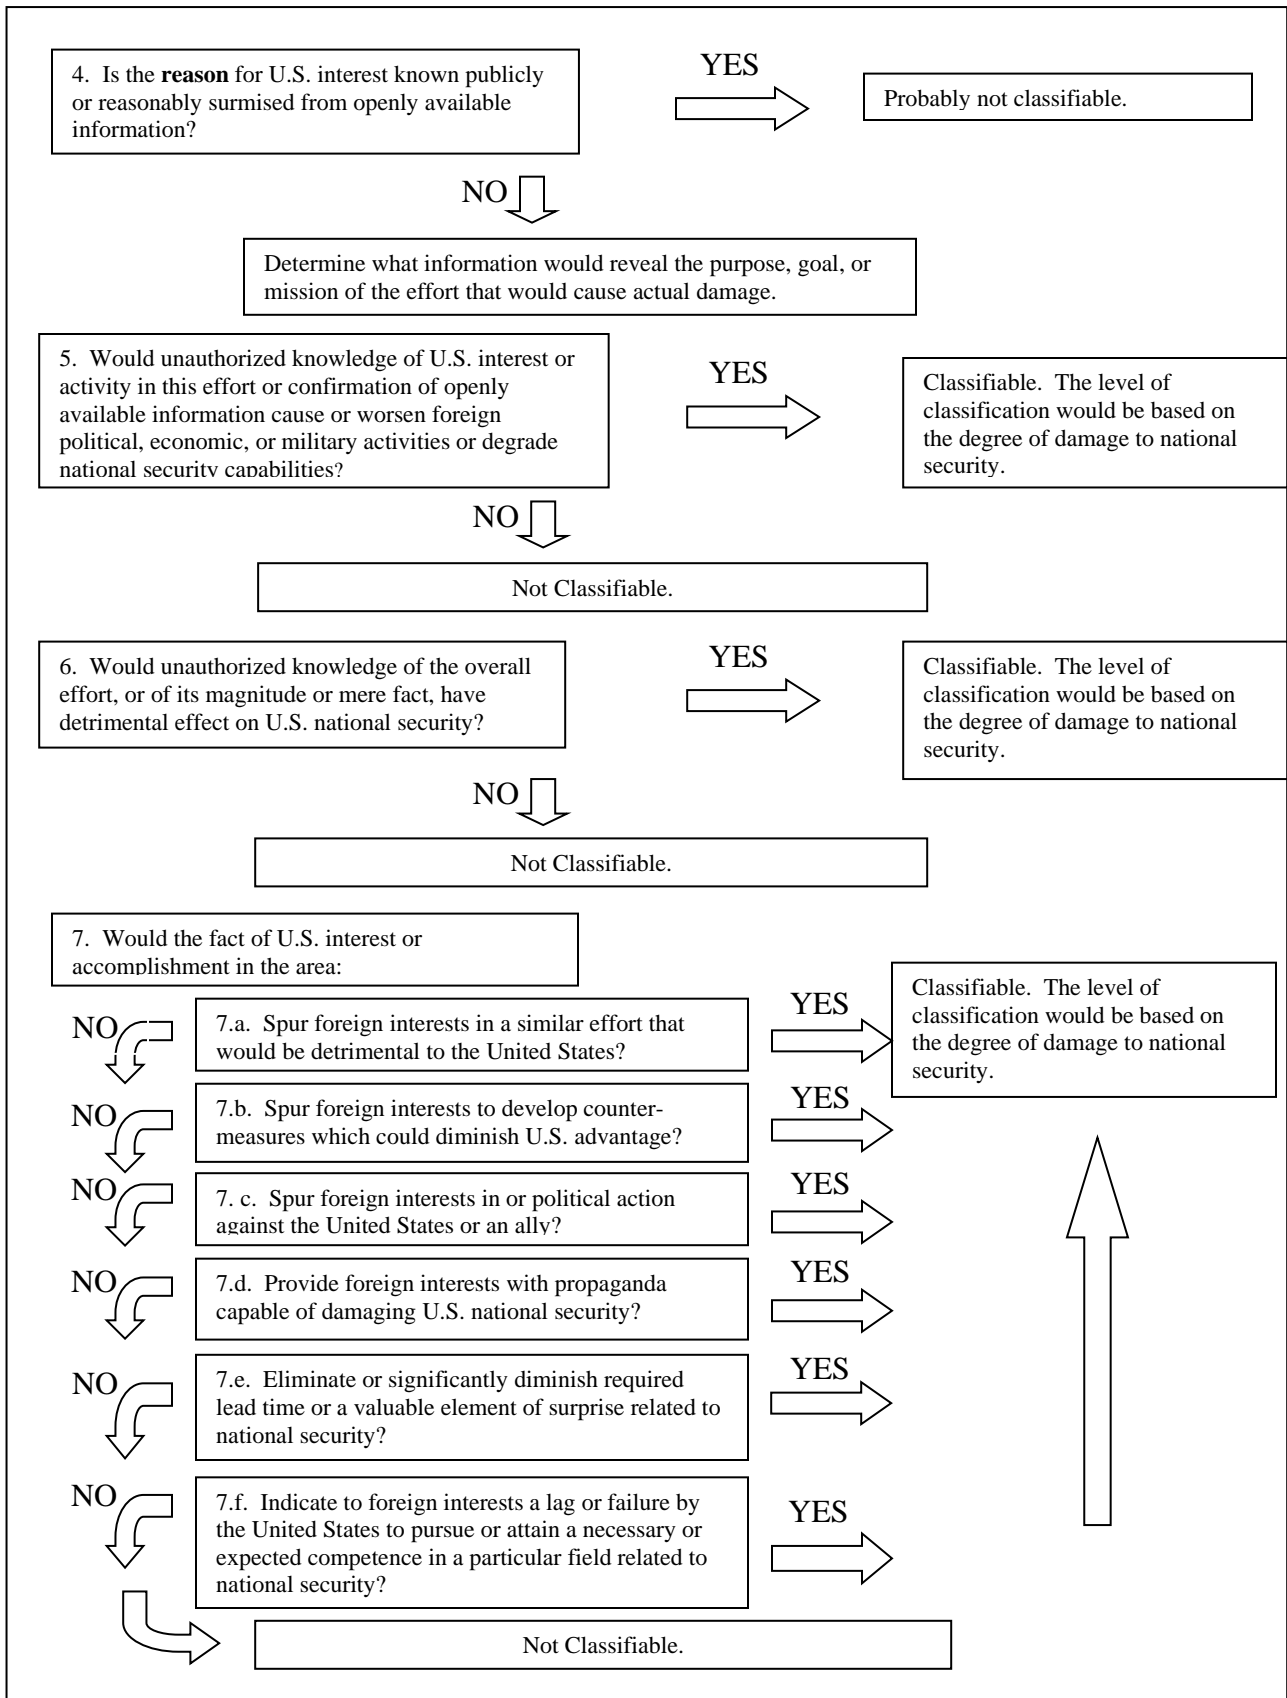 4.  Is the reason for U.S. interest known publicly
or reasonably surmised from openly available
information?
YES
Probably not classifiable.
NO
Determine what information would reveal the purpose, goal, or
mission of the effort that would cause actual damage.
5.  Would unauthorized knowledge of U.S. interest or
activity in this effort or confirmation of openly
available information cause or worsen foreign
political, economic, or military activities or degrade
national security capabilities?
YES
Classifiable.  The level of
classification would be based on
the degree of damage to national
security.
NO
Not Classifiable.
6.  Would unauthorized knowledge of the overall
effort, or of its magnitude or mere fact, have
detrimental effect on U.S. national security?
YES
Classifiable.  The level of
classification would be based on
the degree of damage to national
security.
NO
Not Classifiable.
7.  Would the fact of U.S. interest or
accomplishment in the area:
Classifiable.  The level of
classification would be based on
the degree of damage to national
security.
NO
7.a.  Spur foreign interests in a similar effort that
would be detrimental to the United States?
YES
NO
7.b.  Spur foreign interests to develop counter-
measures which could diminish U.S. advantage?
YES
NO
7. c.  Spur foreign interests in or political action
against the United States or an ally?
YES
NO
7.d.  Provide foreign interests with propaganda
capable of damaging U.S. national security?
YES
NO
7.e.  Eliminate or significantly diminish required
lead time or a valuable element of surprise related to
national security?
YES
NO
7.f.  Indicate to foreign interests a lag or failure by
the United States to pursue or attain a necessary or
expected competence in a particular field related to
national security?
YES
Not Classifiable.